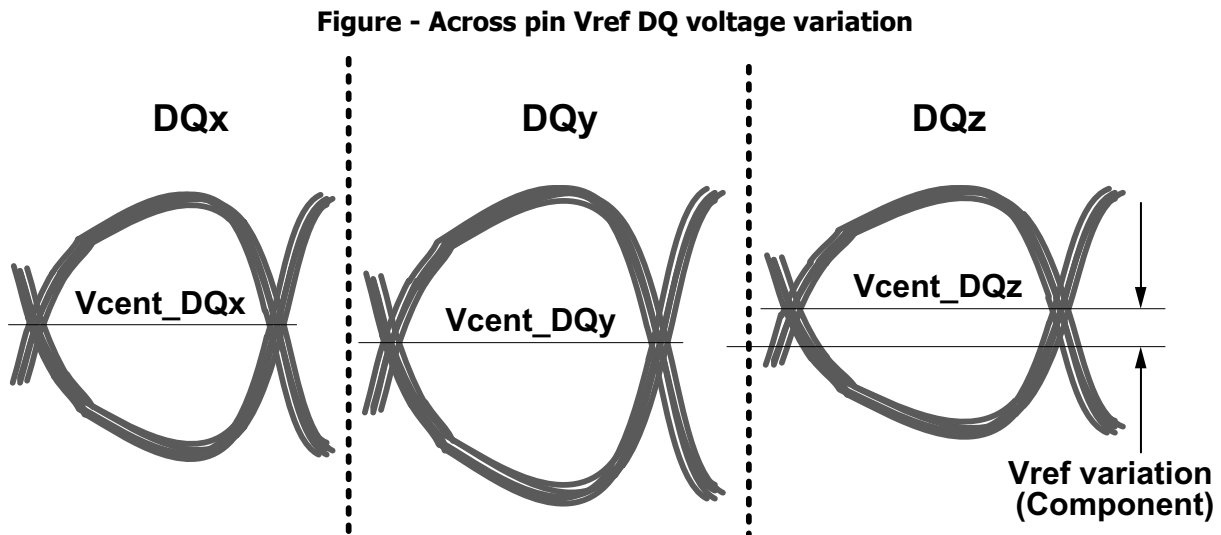 Figure - Across pin Vref DQ voltage variation
DQx
DQy
DQz
Vcent_DQx
Vcent_DQy
Vcent_DQz
Vref variation
(Component)